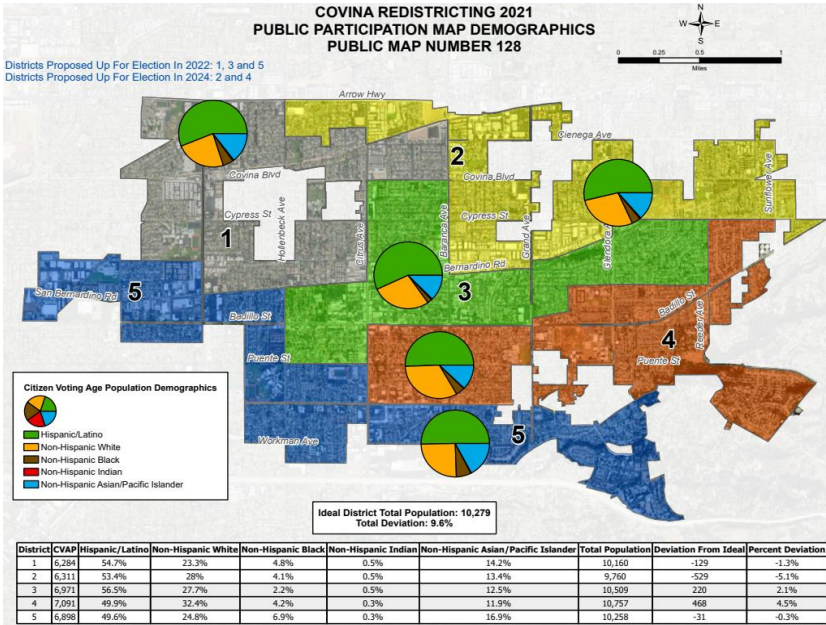 COVINA REDISTRICTING 2021
PUBLIC PARTICIPATION MAP DEMOGRAPHICS
PUBLIC MAP NUMBER 128
N
W E
S
0 0.25 0.5 1
Miles
Districts Proposed Up For Election In 2022: 1, 3 and 5
Districts Proposed Up For Election In 2024: 2 and 4
Arrow Hwy
Cienega Ave
2
Covina Blvd
Covina Blvd
Sunflower Ave
Hollenbeck Ave
Cypress St
Cypress St
1
Citrus Ave
Baranca Ave
Grand Ave
Glendora
Bernardino Rd
San Bernardino Rd
5
3
Badillo St
Badillo St
Reeder Ave
4
Puente St
Puente St
Workman Ave
5
Citizen Voting Age Population Demographics
Hispanic/Latino
Non-Hispanic White
Non-Hispanic Black
Non-Hispanic Indian
Non-Hispanic Asian/Pacific Islander
Ideal District Total Population: 10,279
Total Deviation: 9.6%
District CVAP Hispanic/Latino Non-Hispanic White Non-Hispanic Black Non-Hispanic Indian Non-Hispanic Asian/Pacific Islander Total Population Deviation From Ideal Percent Deviation
1 6,284 54.7% 23.3% 4.8% 0.5% 14.2% 10,160 -129 -1.3%
2 6,311 53.4% 28% 4.1% 0.5% 13.4% 9,760 -529 -5.1%
3 6,971 56.5% 27.7% 2.2% 0.5% 12.5% 10,509 220 2.1%
4 7,091 49.9% 32.4% 4.2% 0.3% 11.9% 10,757 468 4.5%
5 6,898 49.6% 24.8% 6.9% 0.3% 16.9% 10,258 -31 -0.3%